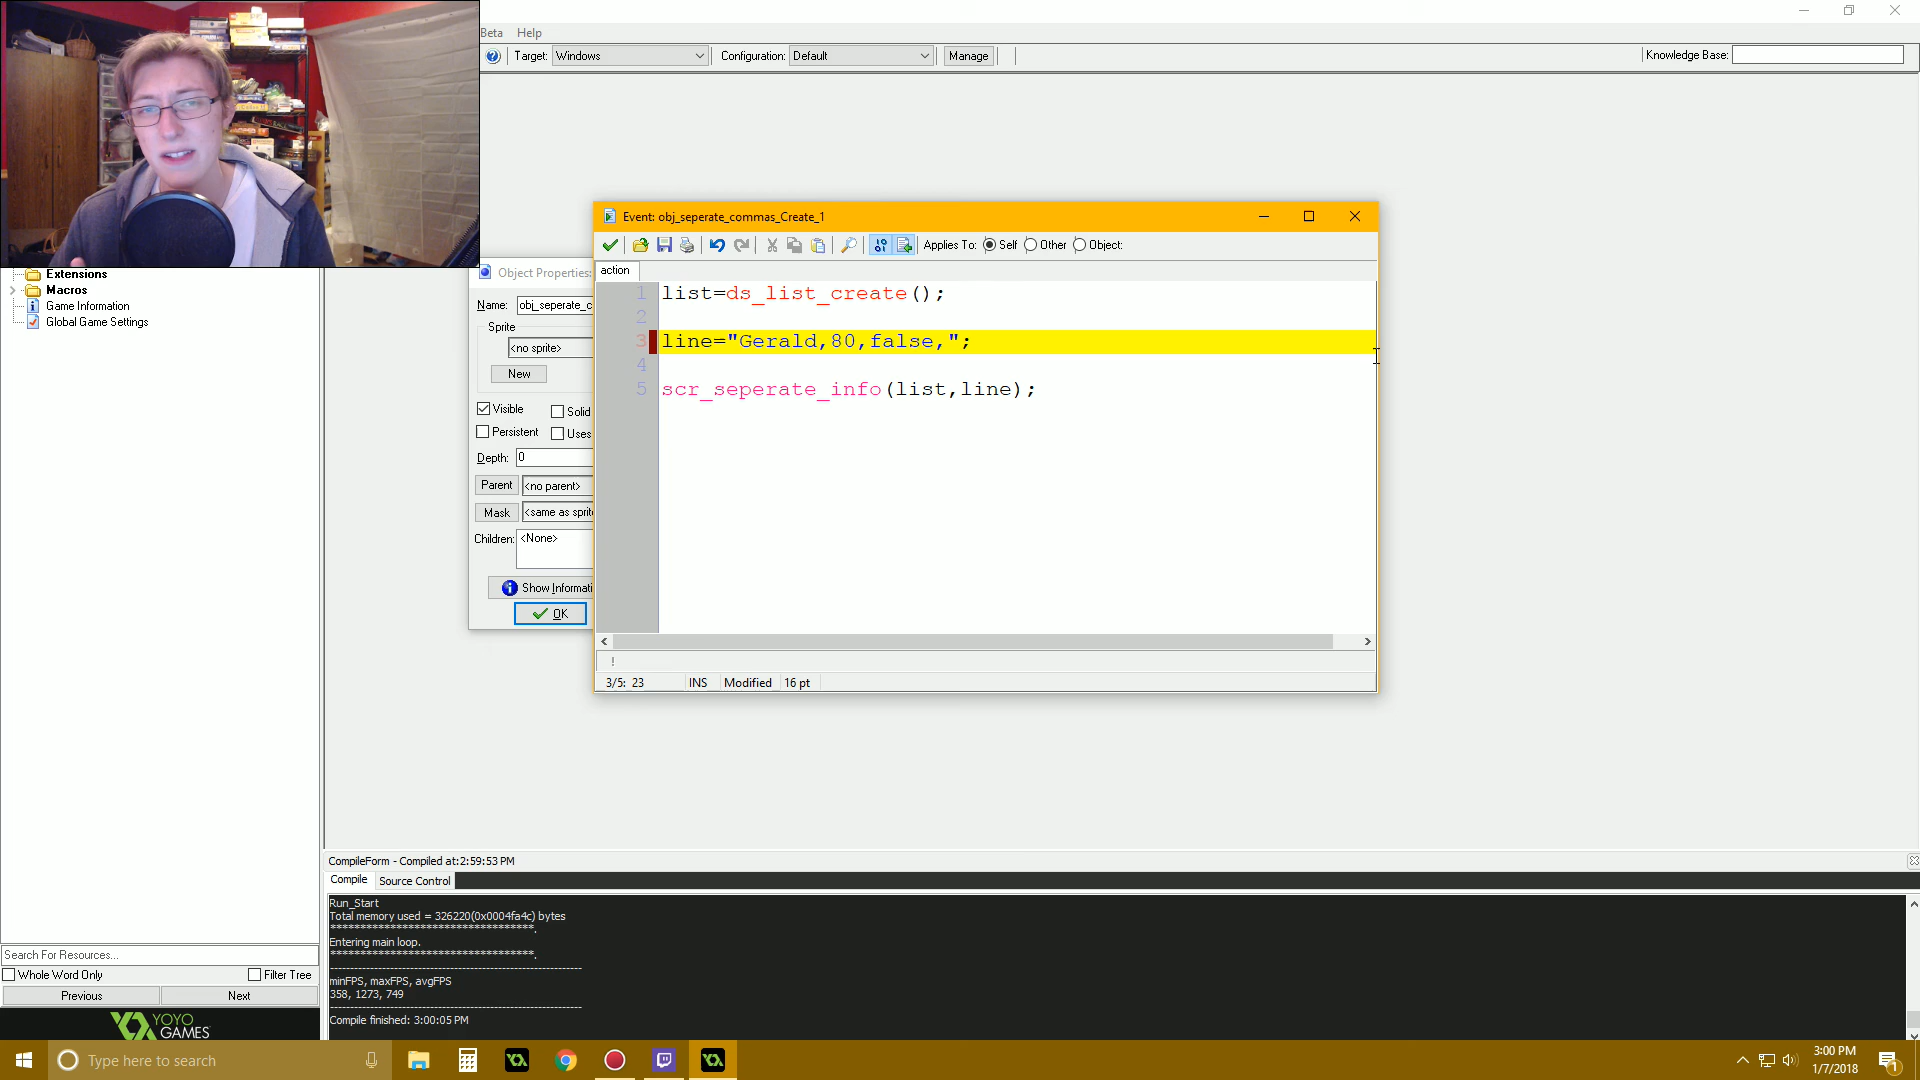 Beta Help
Target: Windows Configuration: Default Manage Knowledge Base:
Extensions
Macros
Game Information
Global Game Settings
Object Properties:
Name: obj_seperate_c
Sprite
<no sprite>
New
Visible Solid
Persistent Uses
Depth: 0
Parent <no parent>
Mask <same as sprite
Children: <None>
Show Informati
OK
Event: obj_seperate_commas_Create_1
Applies To: Self Other Object:
action
1 list=ds_list_create();
2
3 line="Gerald,80,false,";
4
5 scr_seperate_info(list,line);
!
3/5: 23 INS Modified 16 pt
CompileForm - Compiled at:2:59:53 PM
Compile Source Control
Run_Start
Total memory used = 326220(0x0004fa4c) bytes
**********************************.
Entering main loop.
**********************************.
---------------------------------------------------------------
minFPS, maxFPS, avgFPS
358, 1273, 749
---------------------------------------------------------------
Compile finished: 3:00:05 PM
Search For Resources...
Whole Word Only Filter Tree
Previous Next
YOYO
GAMES
Type here to search
3:00 PM
1/7/2018
1